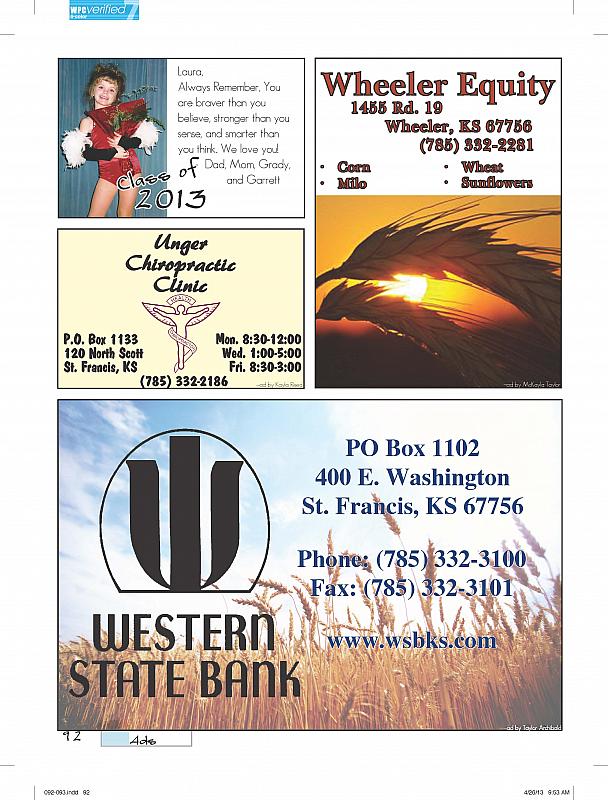 WPC verified 7
4-color
Laura,
Always Remember, You
are braver than you
believe, stronger than you
sense, and smarter than
you think. We love you!
Dad, Mom, Grady,
and Garrett
Class of
2013
Wheeler Equity
1455 Rd. 19
Wheeler, KS 67756
(785) 332-2281
• Corn
• Milo
• Wheat
• Sunflowers
—ad by McKayla Taylor
Unger
Chiropractic
Clinic
HEALTH
P.O. Box 1133
120 North Scott
St. Francis, KS
Mon. 8:30-12:00
Wed. 1:00-5:00
Fri. 8:30-3:00
(785) 332-2186
—ad by Kayla Reed
WESTERN
STATE BANK
PO Box 1102
400 E. Washington
St. Francis, KS 67756
Phone: (785) 332-3100
Fax: (785) 332-3101
www.wsbks.com
—ad by Taylor Archibald
92
Ads
092-093.indd 92
4/26/13 9:53 AM